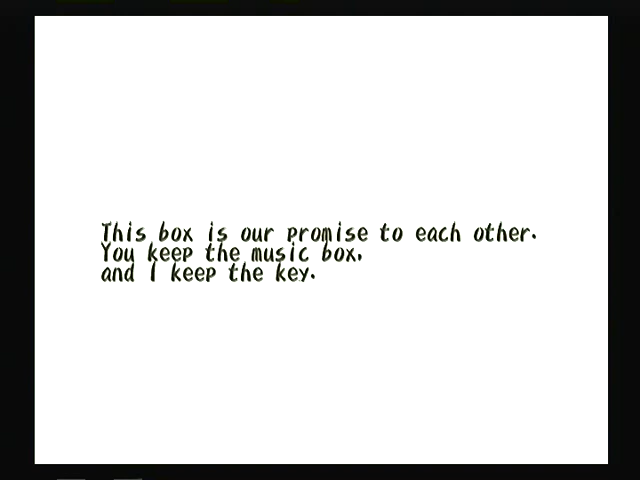 This box is our promise to each other.
You keep the music box,
and I keep the key.